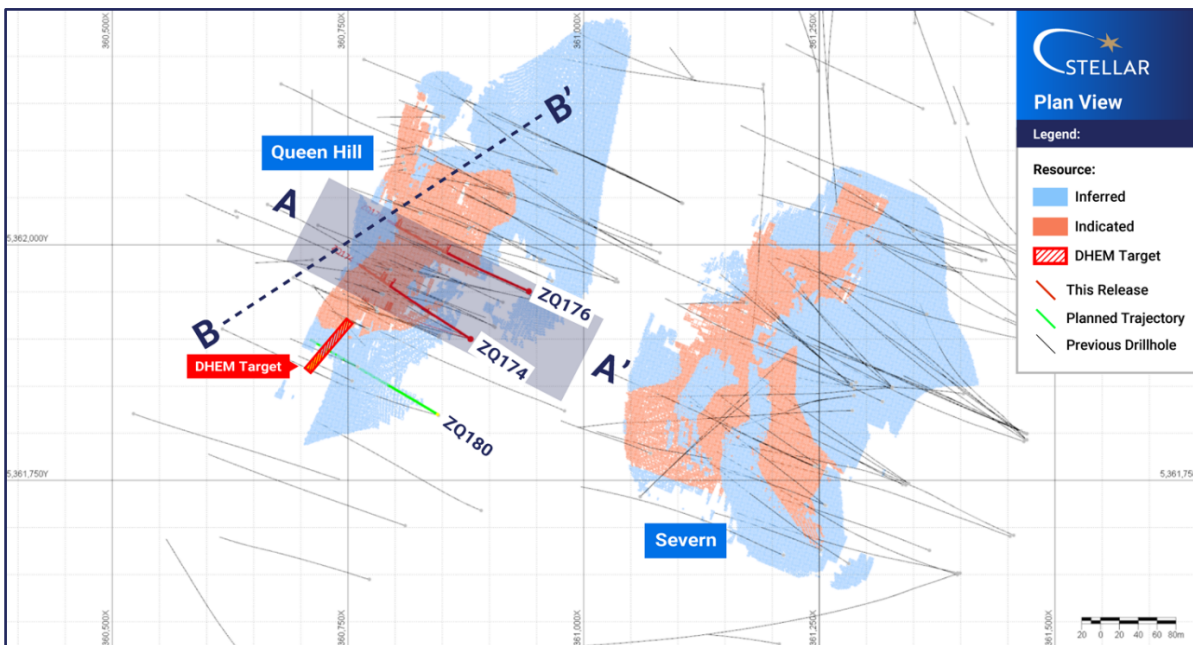 360,500X
360,750X
361,000X
361,250X
STELLAR
Plan View
Legend:
Resource:
Inferred
Indicated
DHEM Target
This Release
Planned Trajectory
Previous Drillhole
B'
Queen Hill
A
5,362,000Y
ZQ176
B
ZQ174
DHEM Target
A'
ZQ180
5,361,750Y
5,361,750
Severn
361,500X
20 0 20 40 60 80m